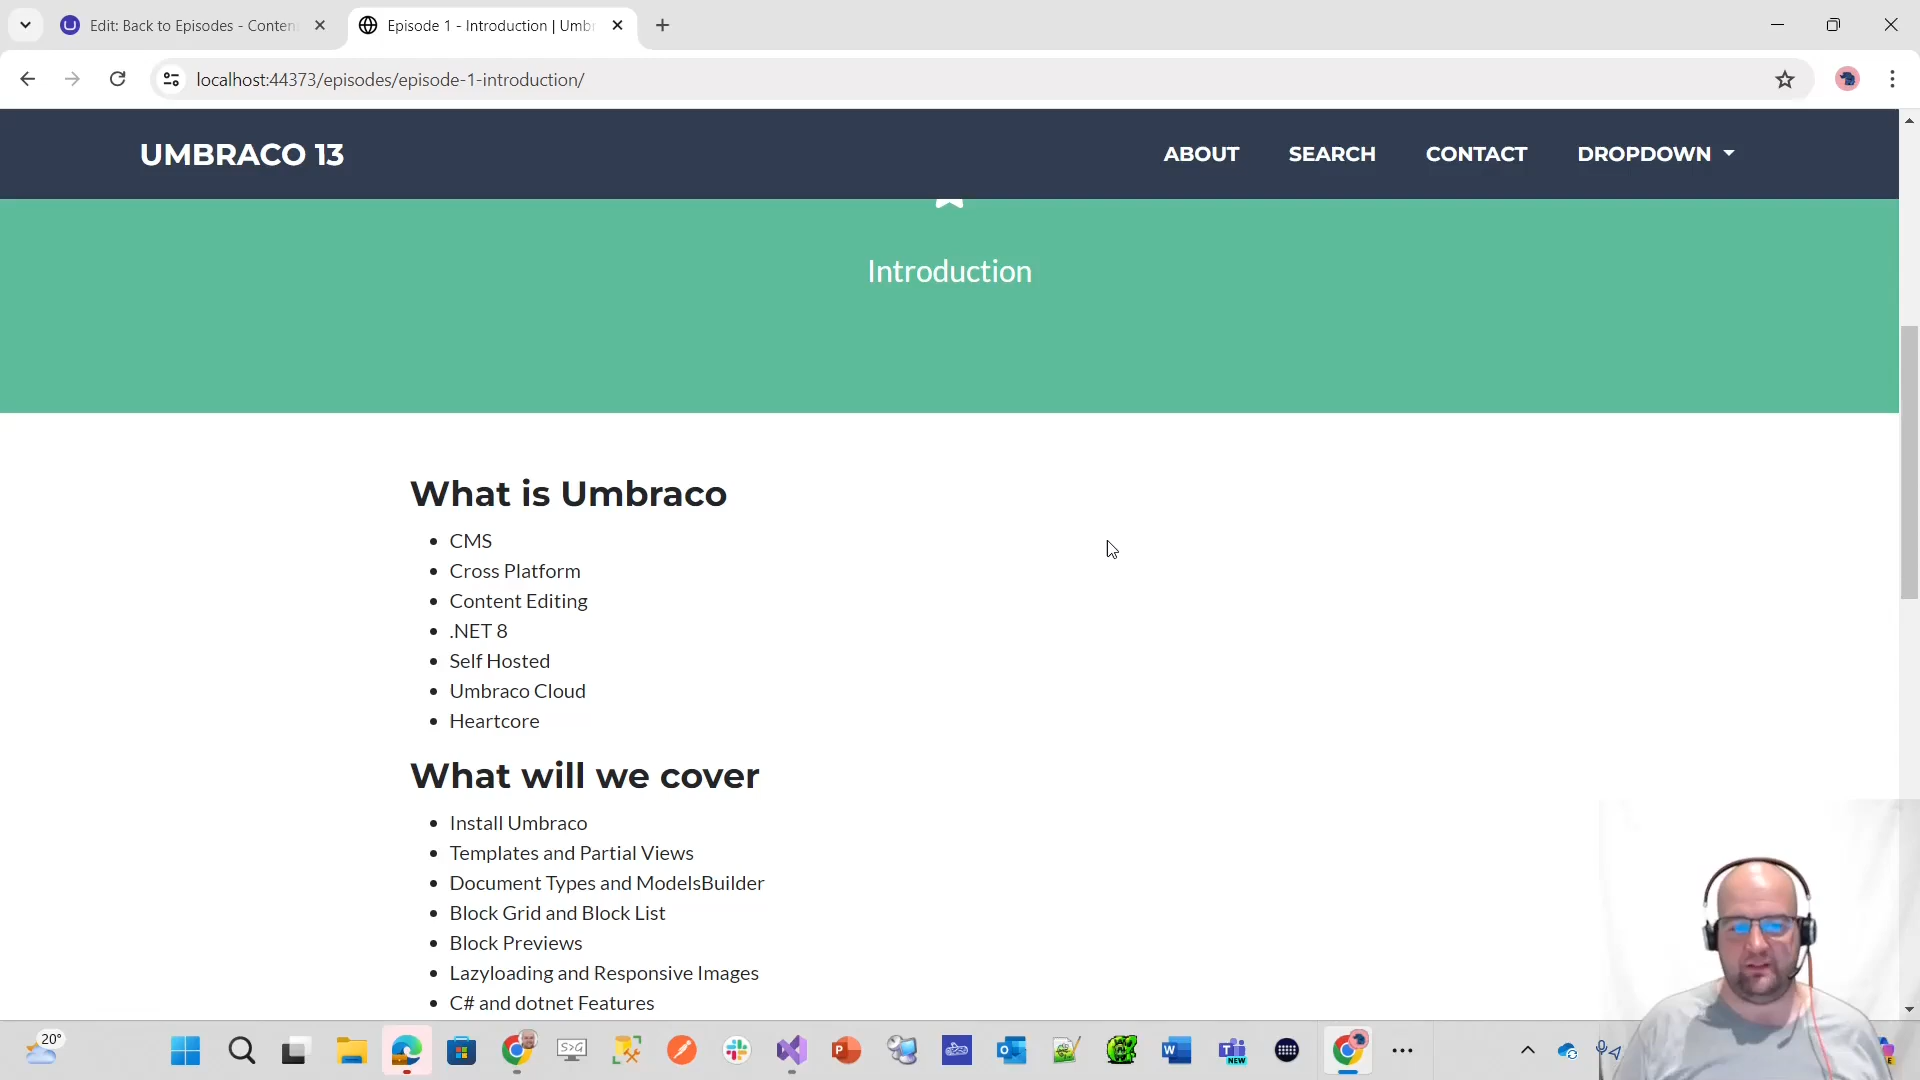 Edit: Back to Episodes - Conten
Episode 1 - Introduction | Umb
localhost:44373/episodes/episode-1-introduction/
UMBRACO 13
ABOUT
SEARCH
CONTACT
DROPDOWN
Introduction
What is Umbraco
CMS
Cross Platform
Content Editing
.NET 8
Self Hosted
Umbraco Cloud
Heartcore
What will we cover
Install Umbraco
Templates and Partial Views
Document Types and ModelsBuilder
Block Grid and Block List
Block Previews
Lazyloading and Responsive Images
C# and dotnet Features
20°
S>G
NEW